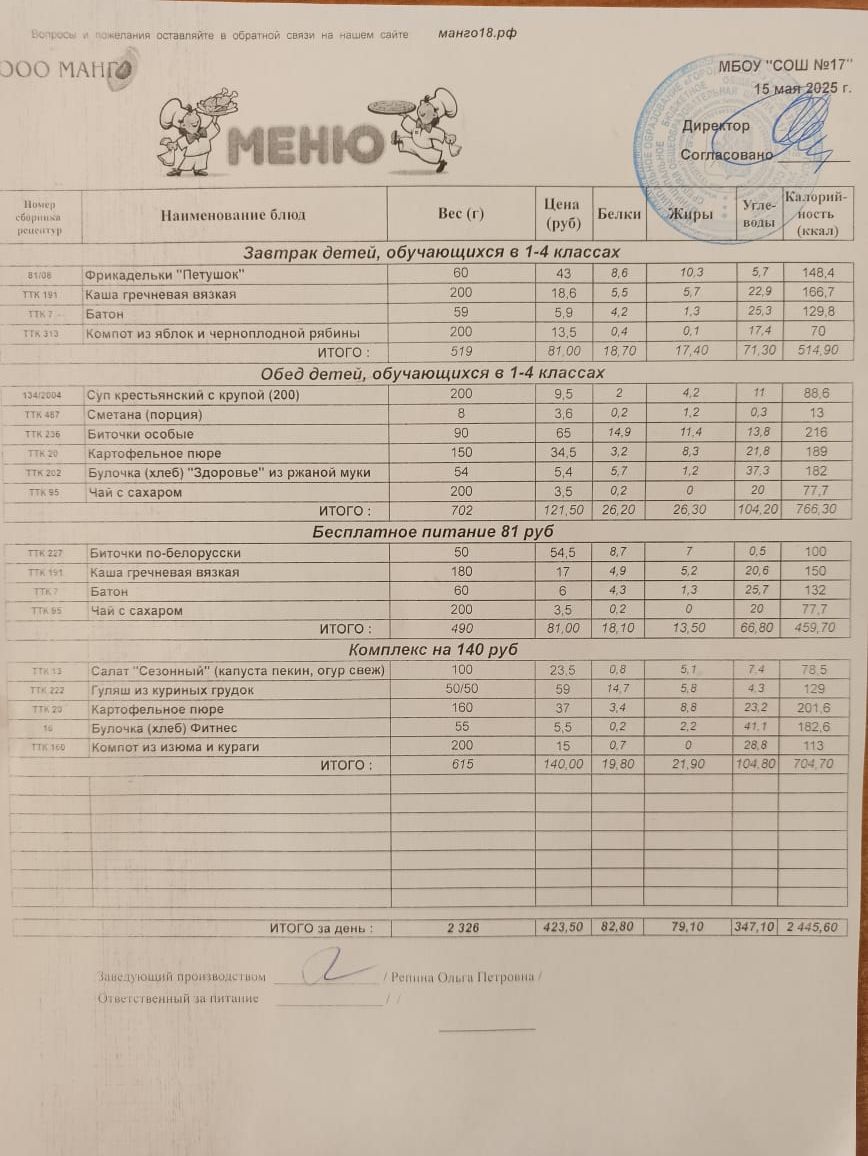 Вопросы и пожелания оставляйте в обратной связи на нашем сайте манго18.рф
ООО МАНГО
МБОУ "СОШ №17"
15 мая 2025 г.
Директор
Согласовано
МЕНЮ
Номер сборника рецептур Наименование блюд Вес (г) Цена (руб) Белки Жиры Угле-воды Калорий-ность (ккал)
Завтрак детей, обучающихся в 1-4 классах
81/08 Фрикадельки "Петушок" 60 43 8,6 10,3 5,7 148,4
ТТК 191 Каша гречневая вязкая 200 18,6 5,5 5,7 22,9 166,7
ТТК 7 Батон 59 5,9 4,2 1,3 25,3 129,8
ТТК 313 Компот из яблок и черноплодной рябины 200 13,5 0,4 0,1 17,4 70
ИТОГО : 519 81,00 18,70 17,40 71,30 514,90
Обед детей, обучающихся в 1-4 классах
134/2004 Суп крестьянский с крупой (200) 200 9,5 2 4,2 11 88,6
ТТК 487 Сметана (порция) 8 3,6 0,2 1,2 0,3 13
ТТК 236 Биточки особые 90 65 14,9 11,4 13,8 216
ТТК 20 Картофельное пюре 150 34,5 3,2 8,3 21,8 189
ТТК 202 Булочка (хлеб) "Здоровье" из ржаной муки 54 5,4 5,7 1,2 37,3 182
ТТК 95 Чай с сахаром 200 3,5 0,2 0 20 77,7
ИТОГО : 702 121,50 26,20 26,30 104,20 766,30
Бесплатное питание 81 руб
ТТК 227 Биточки по-белорусски 50 54,5 8,7 7 0,5 100
ТТК 191 Каша гречневая вязкая 180 17 4,9 5,2 20,6 150
ТТК 7 Батон 60 6 4,3 1,3 25,7 132
ТТК 95 Чай с сахаром 200 3,5 0,2 0 20 77,7
ИТОГО : 490 81,00 18,10 13,50 66,80 459,70
Комплекс на 140 руб
ТТК 13 Салат "Сезонный" (капуста пекин, огур свеж) 100 23,5 0,8 5,1 7,4 78,5
ТТК 222 Гуляш из куриных грудок 50/50 59 14,7 5,8 4,3 129
ТТК 20 Картофельное пюре 160 37 3,4 8,8 23,2 201,6
16 Булочка (хлеб) Фитнес 55 5,5 0,2 2,2 41,1 182,6
ТТК 160 Компот из изюма и кураги 200 15 0,7 0 28,8 113
ИТОГО : 615 140,00 19,80 21,90 104,80 704,70
ИТОГО за день : 2 326 423,50 82,80 79,10 347,10 2 445,60
Заведующий производством / Репина Ольга Петровна /
Ответственный за питание / /